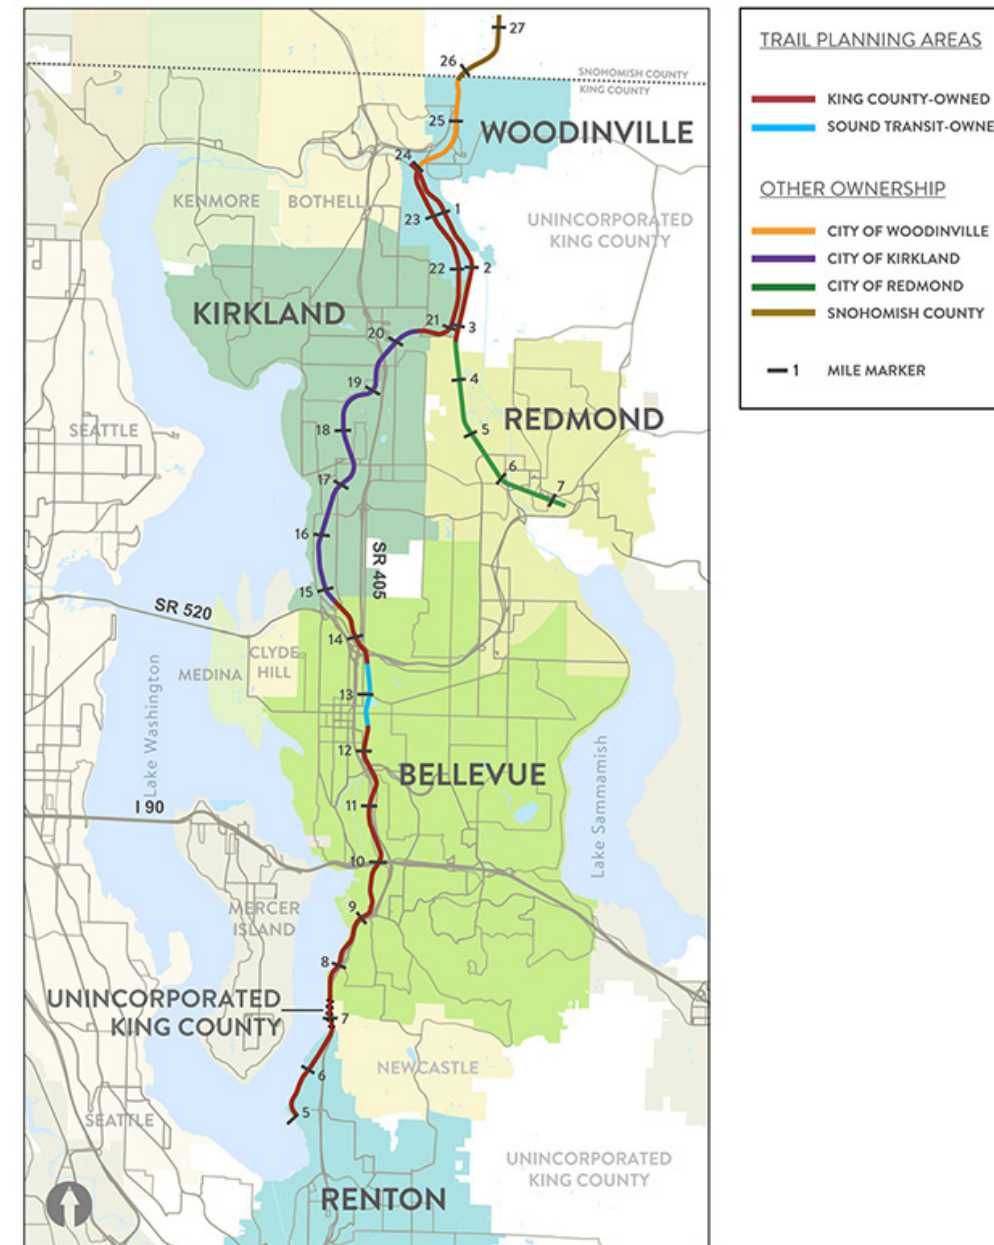 27
26
SNOHOMISH COUNTY
KING COUNTY
25
WOODINVILLE
24
KENMORE
BOTHELL
1
23
UNINCORPORATED
KING COUNTY
22
2
KIRKLAND
21
3
20
4
19
REDMOND
SEATTLE
18
5
17
6
7
16
SR 405
15
SR 520
14
CLYDE
HILL
MEDINA
Lake Washington
13
12
BELLEVUE
Lake Sammamish
11
I 90
10
9
MERCER
ISLAND
8
UNINCORPORATED
KING COUNTY
7
6
NEWCASTLE
5
SEATTLE
UNINCORPORATED
KING COUNTY
RENTON
TRAIL PLANNING AREAS
KING COUNTY-OWNED
SOUND TRANSIT-OWNE
OTHER OWNERSHIP
CITY OF WOODINVILLE
CITY OF KIRKLAND
CITY OF REDMOND
SNOHOMISH COUNTY
1 MILE MARKER